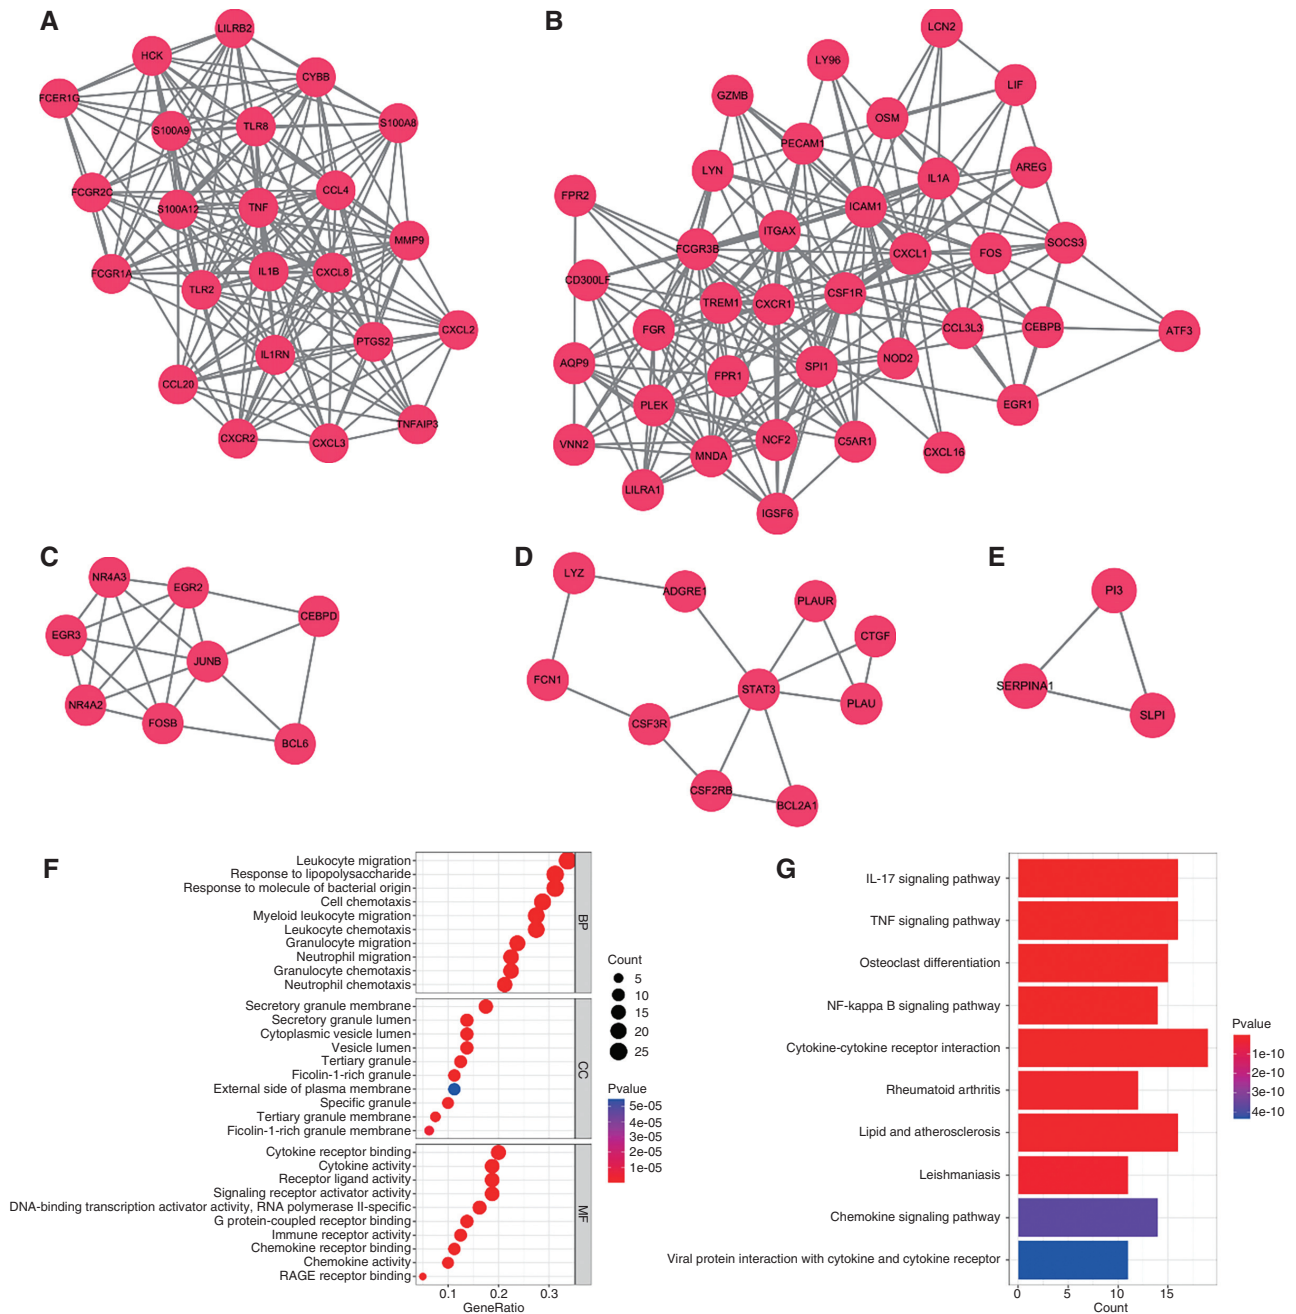 A
LILRB2
HCK
CYBB
FCER1G
S100A9
TLR8
S100A8
FCGR2C
S100A12
TNF
CCL4
MMP9
FCGR1A
TLR2
IL1B
CXCL8
CXCL2
PTGS2
IL1RN
CCL20
TNFAIP3
CXCR2
CXCL3
B
LCN2
LY96
LIF
GZMB
OSM
PECAM1
LYN
IL1A
AREG
FPR2
ICAM1
ITGAX
FCGR3B
CXCL1
FOS
SOCS3
CD300LF
TREM1
CXCR1
CSF1R
FGR
CCL3L3
CEBPB
ATF3
AQP9
FPR1
SPI1
NOD2
PLEK
EGR1
VNN2
MNDA
NCF2
C5AR1
CXCL16
LILRA1
IGSF6
C
NR4A3
EGR2
CEBPD
EGR3
JUNB
NR4A2
FOSB
BCL6
D
LYZ
ADGRE1
PLAUR
CTGF
FCN1
STAT3
PLAU
CSF3R
CSF2RB
BCL2A1
E
PI3
SERPINA1
SLPI
F
Leukocyte migration
Response to lipopolysaccharide
Response to molecule of bacterial origin
Cell chemotaxis
Myeloid leukocyte migration
Leukocyte chemotaxis
Granulocyte migration
Neutrophil migration
Granulocyte chemotaxis
Neutrophil chemotaxis
BP
Secretory granule membrane
Secretory granule lumen
Cytoplasmic vesicle lumen
Vesicle lumen
Tertiary granule
Ficolin-1-rich granule
External side of plasma membrane
Specific granule
Tertiary granule membrane
Ficolin-1-rich granule membrane
CC
Cytokine receptor binding
Cytokine activity
Receptor ligand activity
Signaling receptor activator activity
DNA-binding transcription activator activity, RNA polymerase II-specific
G protein-coupled receptor binding
Immune receptor activity
Chemokine receptor binding
Chemokine activity
RAGE receptor binding
MF
0.1 0.2 0.3
GeneRatio
Count
5
10
15
20
25
Pvalue
5e-05
4e-05
3e-05
2e-05
1e-05
G
IL-17 signaling pathway
TNF signaling pathway
Osteoclast differentiation
NF-kappa B signaling pathway
Cytokine-cytokine receptor interaction
Rheumatoid arthritis
Lipid and atherosclerosis
Leishmaniasis
Chemokine signaling pathway
Viral protein interaction with cytokine and cytokine receptor
0 5 10 15
Count
Pvalue
1e-10
2e-10
3e-10
4e-10